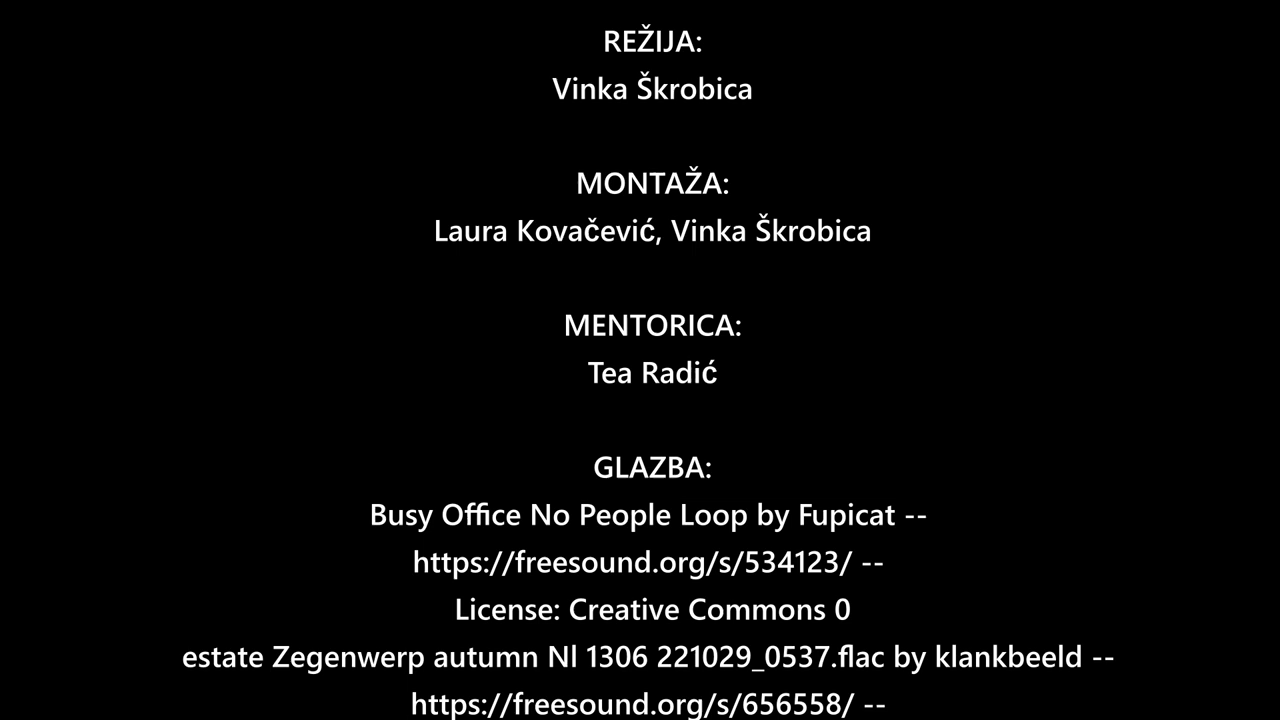 REŽIJA:
Vinka Škrobica
MONTAŽA:
Laura Kovačević, Vinka Škrobica
MENTORICA:
Tea Radić
GLAZBA:
Busy Office No People Loop by Fupicat --
https://freesound.org/s/534123/ --
License: Creative Commons 0
estate Zegenwerp autumn Nl 1306 221029_0537.flac by klankbeeld --
https://freesound.org/s/656558/ --